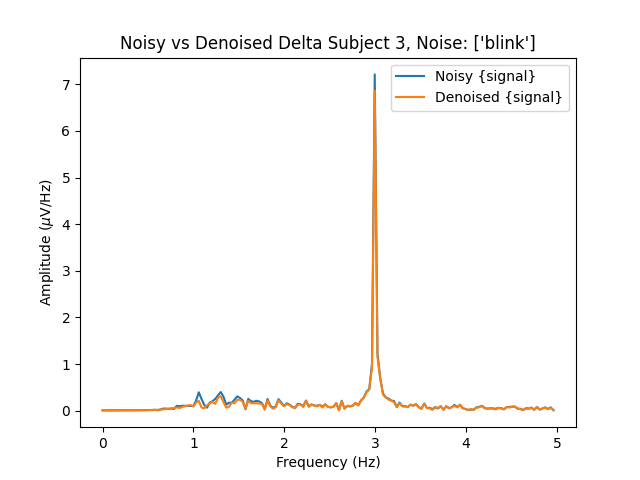 Noisy vs Denoised Delta Subject 3, Noise: ['blink']
Noisy {signal}
Denoised {signal}
Amplitude (μV/Hz)
7
6
5
4
3
2
1
0
0 1 2 3 4 5
Frequency (Hz)